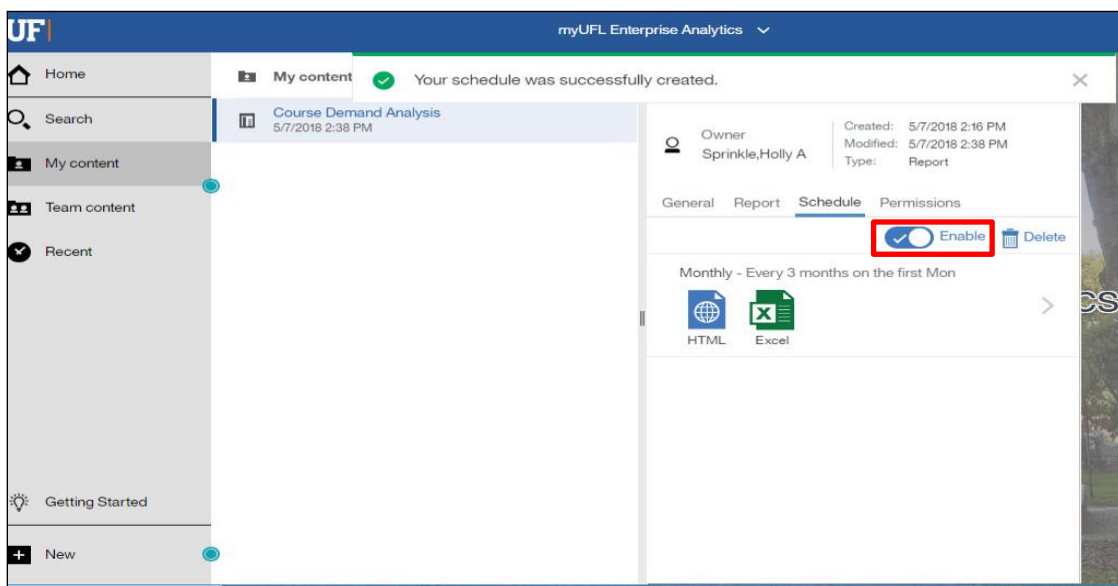 UF
myUFL Enterprise Analytics
Home
My content
Your schedule was successfully created.
Search
Course Demand Analysis
5/7/2018 2:38 PM
My content
Team content
Recent
Getting Started
New
Owner
Sprinkle,Holly A
Created: 5/7/2018 2:16 PM
Modified: 5/7/2018 2:38 PM
Type: Report
General Report Schedule Permissions
Enable Delete
Monthly - Every 3 months on the first Mon
HTML Excel
CS